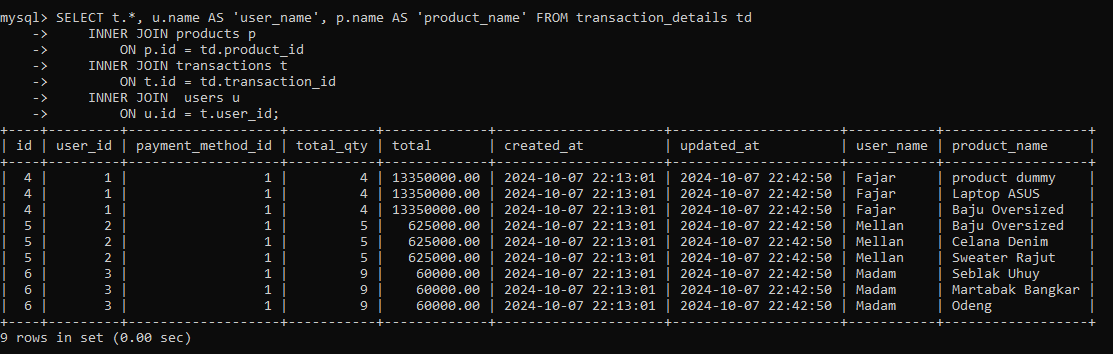 mysql> SELECT t.*, u.name AS 'user_name', p.name AS 'product_name' FROM transaction_details td
    ->     INNER JOIN products p
    ->         ON p.id = td.product_id
    ->     INNER JOIN transactions t
    ->         ON t.id = td.transaction_id
    ->     INNER JOIN  users u
    ->         ON u.id = t.user_id;
+----+---------+-------------------+-----------+-------------+---------------------+---------------------+-----------+------------------+
| id | user_id | payment_method_id | total_qty | total       | created_at          | updated_at          | user_name | product_name     |
+----+---------+-------------------+-----------+-------------+---------------------+---------------------+-----------+------------------+
|  4 |       1 |                 1 |         4 | 13350000.00 | 2024-10-07 22:13:01 | 2024-10-07 22:42:50 | Fajar     | product dummy    |
|  4 |       1 |                 1 |         4 | 13350000.00 | 2024-10-07 22:13:01 | 2024-10-07 22:42:50 | Fajar     | Laptop ASUS      |
|  4 |       1 |                 1 |         4 | 13350000.00 | 2024-10-07 22:13:01 | 2024-10-07 22:42:50 | Fajar     | Baju Oversized   |
|  5 |       2 |                 1 |         5 |   625000.00 | 2024-10-07 22:13:01 | 2024-10-07 22:42:50 | Mellan    | Baju Oversized   |
|  5 |       2 |                 1 |         5 |   625000.00 | 2024-10-07 22:13:01 | 2024-10-07 22:42:50 | Mellan    | Celana Denim     |
|  5 |       2 |                 1 |         5 |   625000.00 | 2024-10-07 22:13:01 | 2024-10-07 22:42:50 | Mellan    | Sweater Rajut    |
|  6 |       3 |                 1 |         9 |    60000.00 | 2024-10-07 22:13:01 | 2024-10-07 22:42:50 | Madam     | Seblak Uhuy      |
|  6 |       3 |                 1 |         9 |    60000.00 | 2024-10-07 22:13:01 | 2024-10-07 22:42:50 | Madam     | Martabak Bangkar |
|  6 |       3 |                 1 |         9 |    60000.00 | 2024-10-07 22:13:01 | 2024-10-07 22:42:50 | Madam     | Odeng            |
+----+---------+-------------------+-----------+-------------+---------------------+---------------------+-----------+------------------+
9 rows in set (0.00 sec)